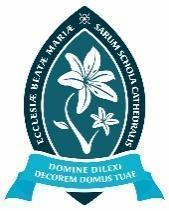 ECCLESIÆ BEATÆ MARIÆ
SARUM SCHOLA CATHEDRALIS
DOMINE DILEXI
DECOREM DOMUS TUAE